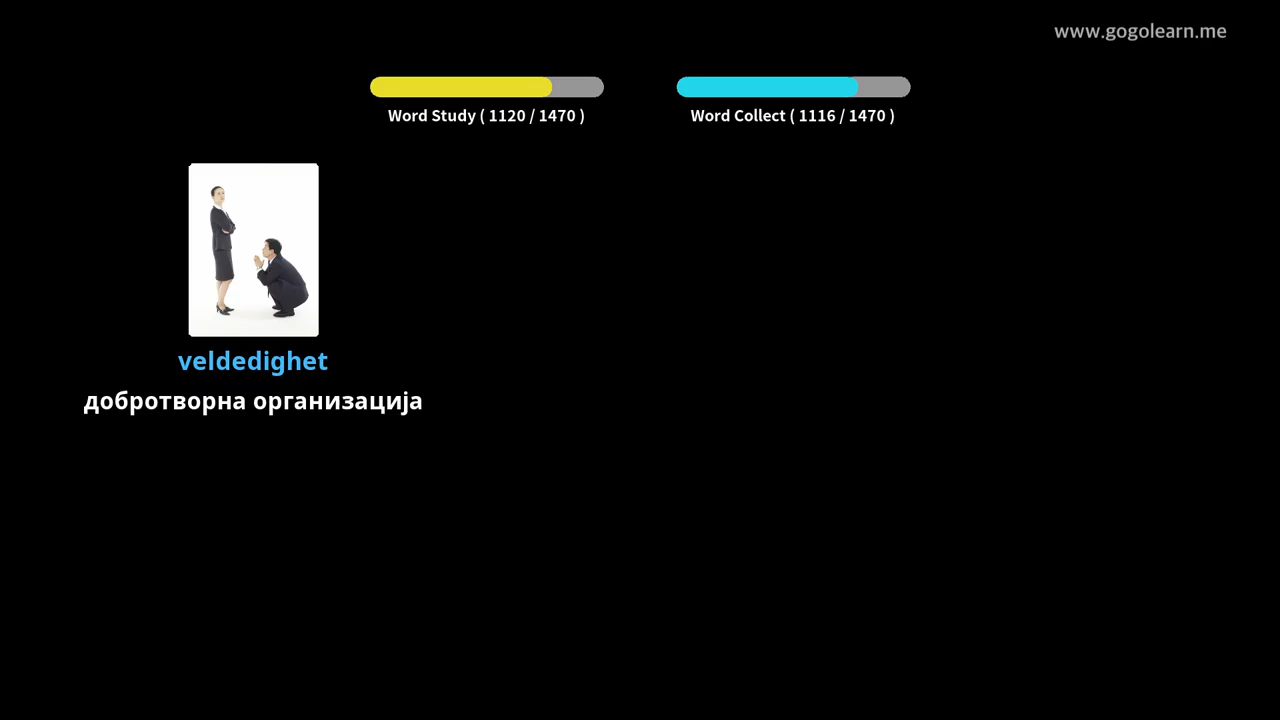 www.gogolearn.me
Word Study ( 1120 / 1470 )
Word Collect ( 1116 / 1470 )
veldedighet
добротворна организација